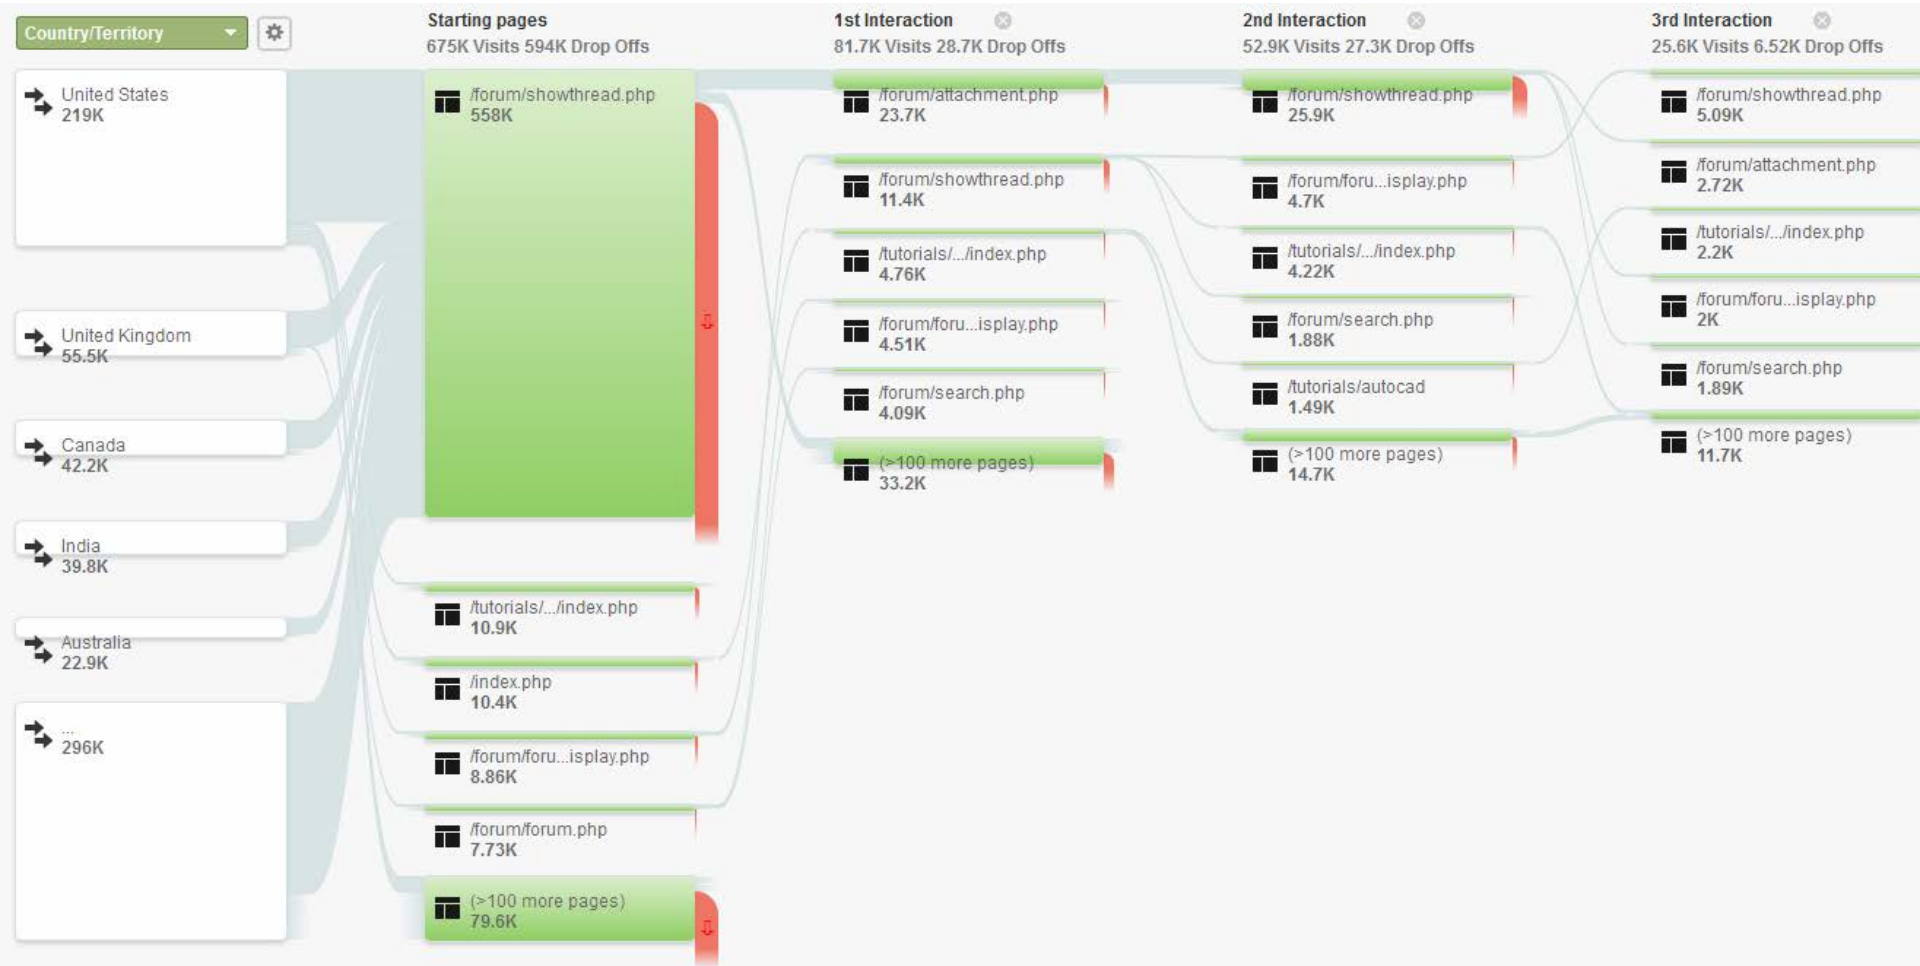 Country/Territory
United States
219K
United Kingdom
55.5K
Canada
42.2K
India
39.8K
Australia
22.9K
...
296K
Starting pages
675K Visits 594K Drop Offs
/forum/showthread.php
558K
/tutorials/.../index.php
10.9K
/index.php
10.4K
/forum/foru...isplay.php
8.86K
/forum/forum.php
7.73K
(>100 more pages)
79.6K
1st Interaction
81.7K Visits 28.7K Drop Offs
/forum/attachment.php
23.7K
/forum/showthread.php
11.4K
/tutorials/.../index.php
4.76K
/forum/foru...isplay.php
4.51K
/forum/search.php
4.09K
(>100 more pages)
33.2K
2nd Interaction
52.9K Visits 27.3K Drop Offs
/forum/showthread.php
25.9K
/forum/foru...isplay.php
4.7K
/tutorials/.../index.php
4.22K
/forum/search.php
1.88K
/tutorials/autocad
1.49K
(>100 more pages)
14.7K
3rd Interaction
25.6K Visits 6.52K Drop Offs
/forum/showthread.php
5.09K
/forum/attachment.php
2.72K
/tutorials/.../index.php
2.2K
/forum/foru...isplay.php
2K
/forum/search.php
1.89K
(>100 more pages)
11.7K